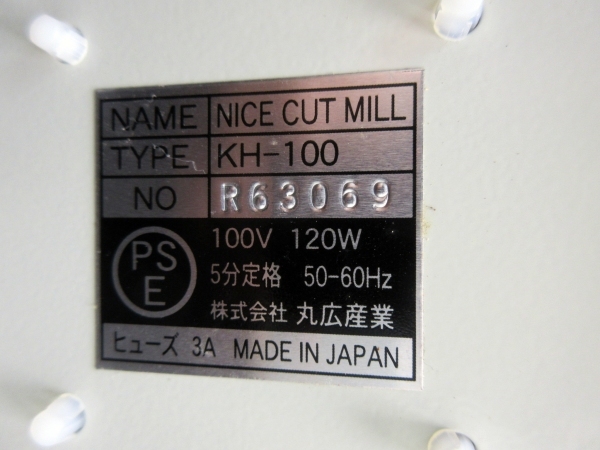 NAME NICE CUT MILL
TYPE KH-100
NO R63069
PS
E
100V 120W
5分定格 50-60Hz
株式会社 丸広産業
ヒューズ 3A MADE IN JAPAN